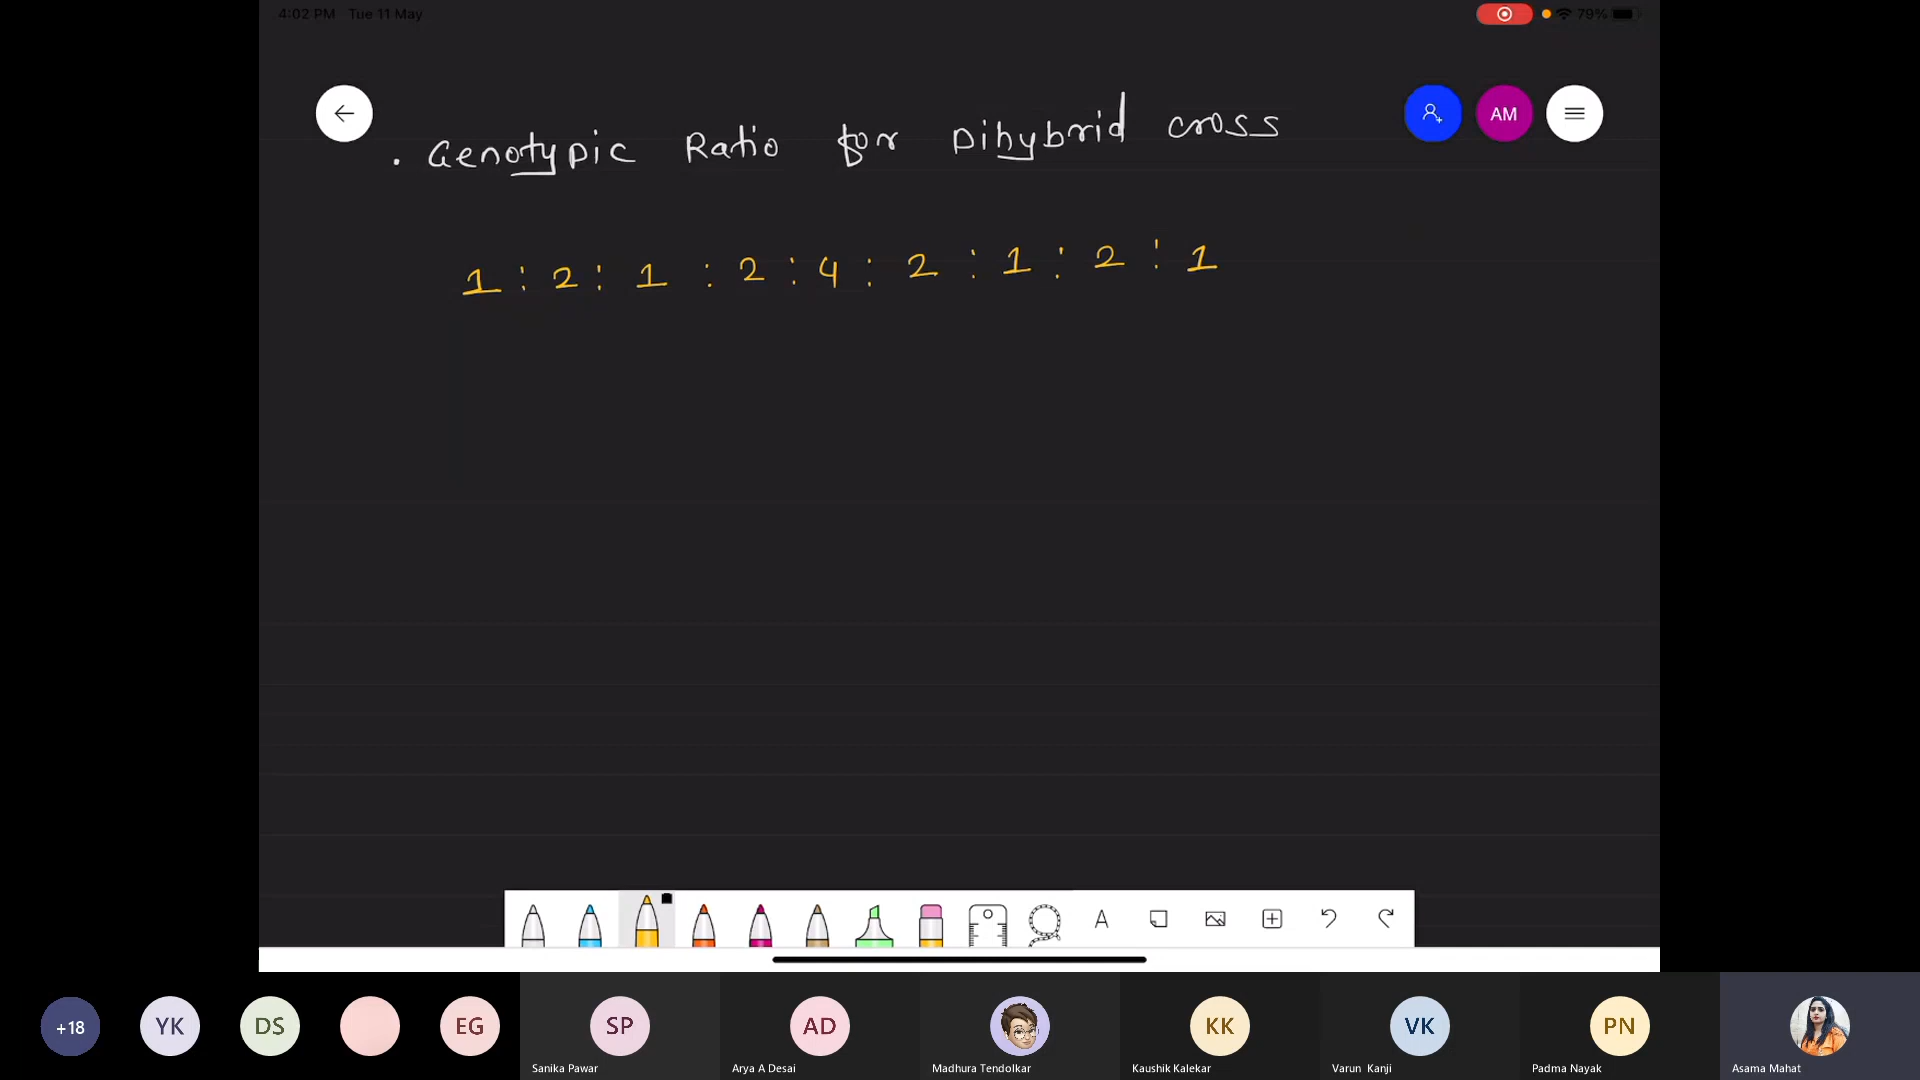 4:02 PM Tue 11 May
79%
AM
. Genotypic Ratio for Dihybrid cross
1 : 2 : 1 : 2 : 4 : 2 : 1 : 2 : 1
A
+18 YK DS EG SP AD KK VK PN
Sanika Pawar Arya A Desai Madhura Tendolkar Kaushik Kalekar Varun Kanji Padma Nayak Asama Mahat